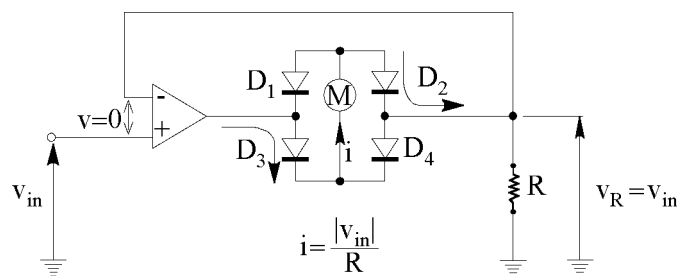 D1
D2
-
M
v=0
+
D3
i
D4
vin
R
vR=vin
i=|vin|/R